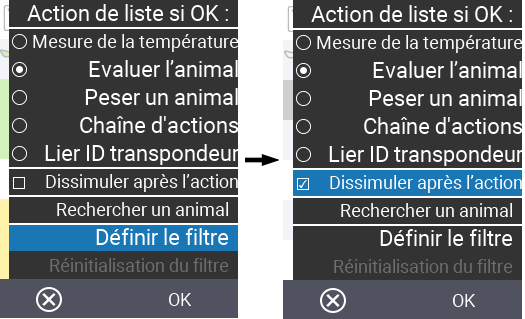 Action de liste si OK :
Mesure de la température
Evaluer l'animal
Peser un animal
Chaîne d'actions
Lier ID transpondeur
Dissimuler après l'action
Rechercher un animal
Définir le filtre
Réinitialisation du filtre
OK
Action de liste si OK :
Mesure de la température
Evaluer l'animal
Peser un animal
Chaîne d'actions
Lier ID transpondeur
Dissimuler après l'action
Rechercher un animal
Définir le filtre
Réinitialisation du filtre
OK